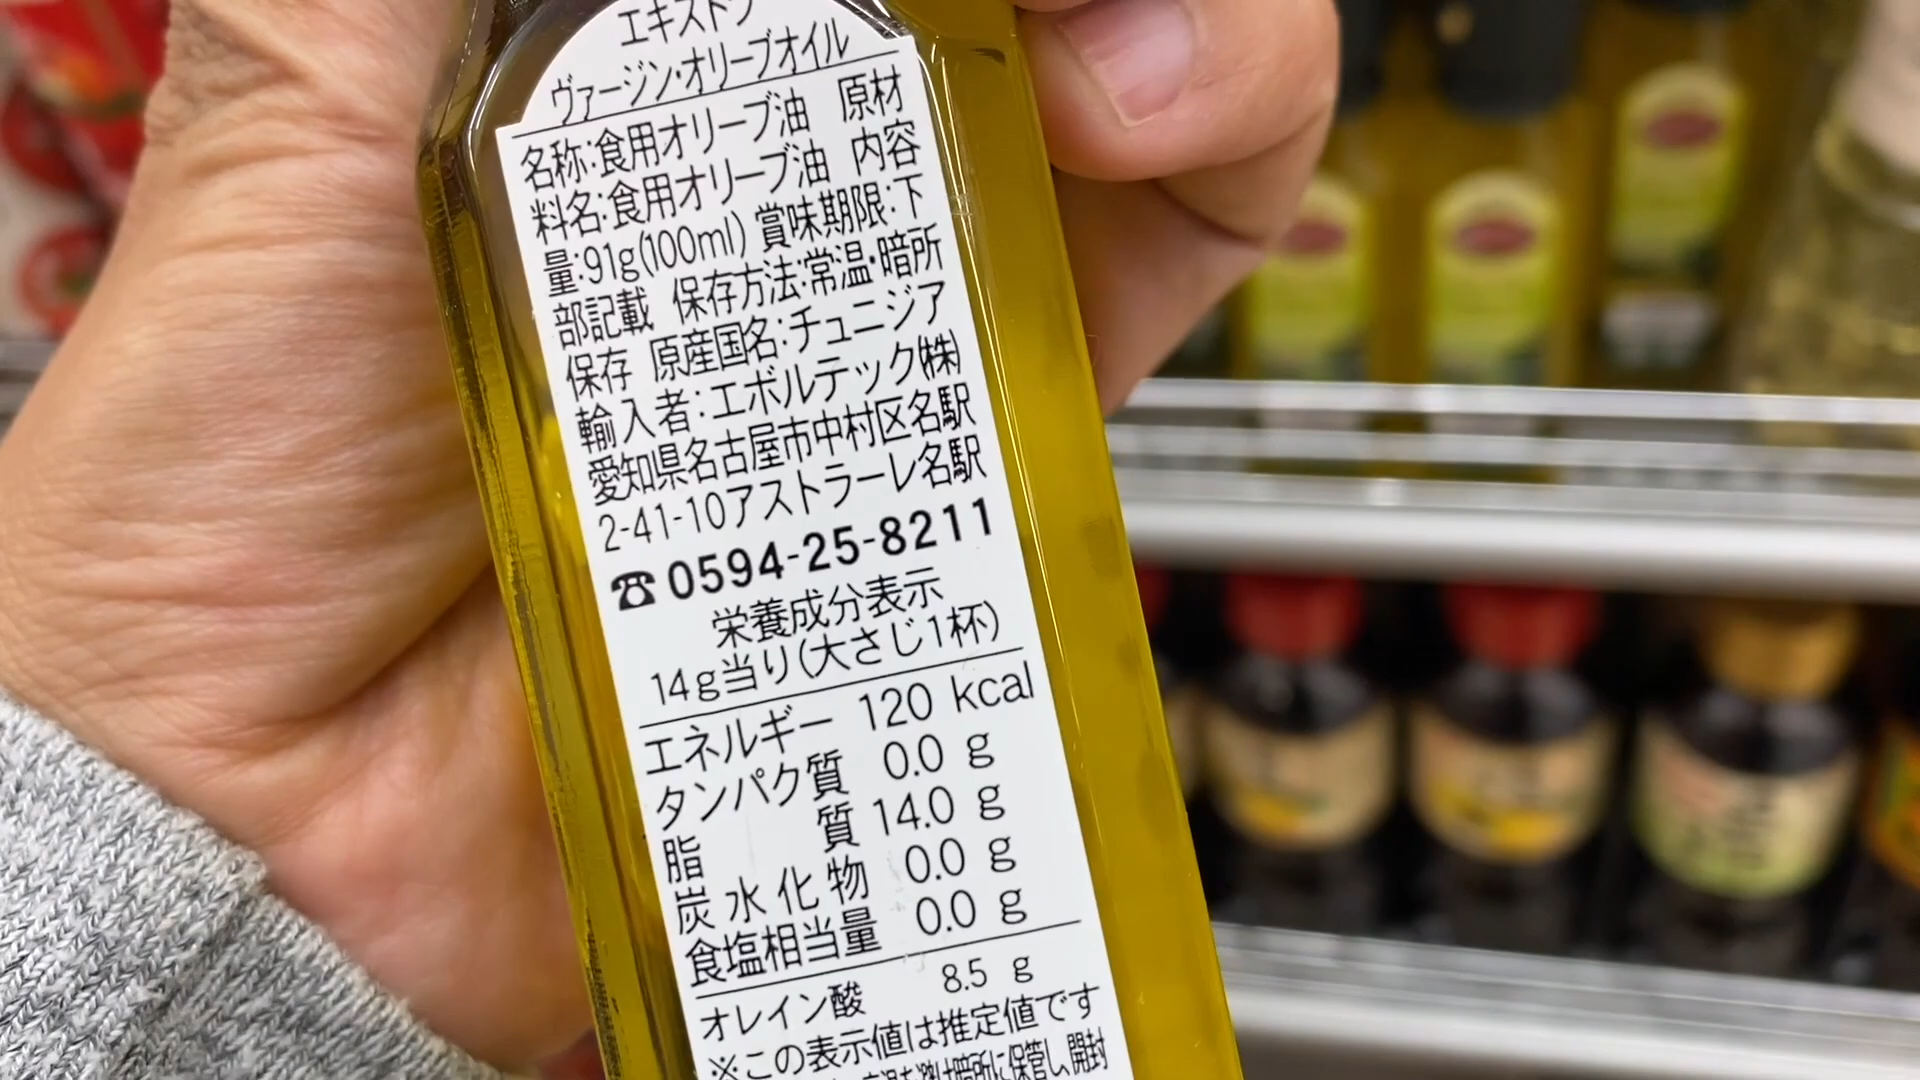 エキストラ
ヴァージン・オリーブオイル
名称:食用オリーブ油 原材
料名:食用オリーブ油 内容
量:91g(100ml) 賞味期限:下
部記載 保存方法:常温・暗所
保存 原産国名:チュニジア
輸入者:エボルテック㈱
愛知県名古屋市中村区名駅
2-41-10アストラーレ名駅
☎0594-25-8211
栄養成分表示
14g当り(大さじ1杯)
エネルギー 120 kcal
タンパク質 0.0 g
脂質 14.0 g
炭水化物 0.0 g
食塩相当量 0.0 g
オレイン酸 8.5 g
※この表示値は推定値です
暗所に保管し、開封